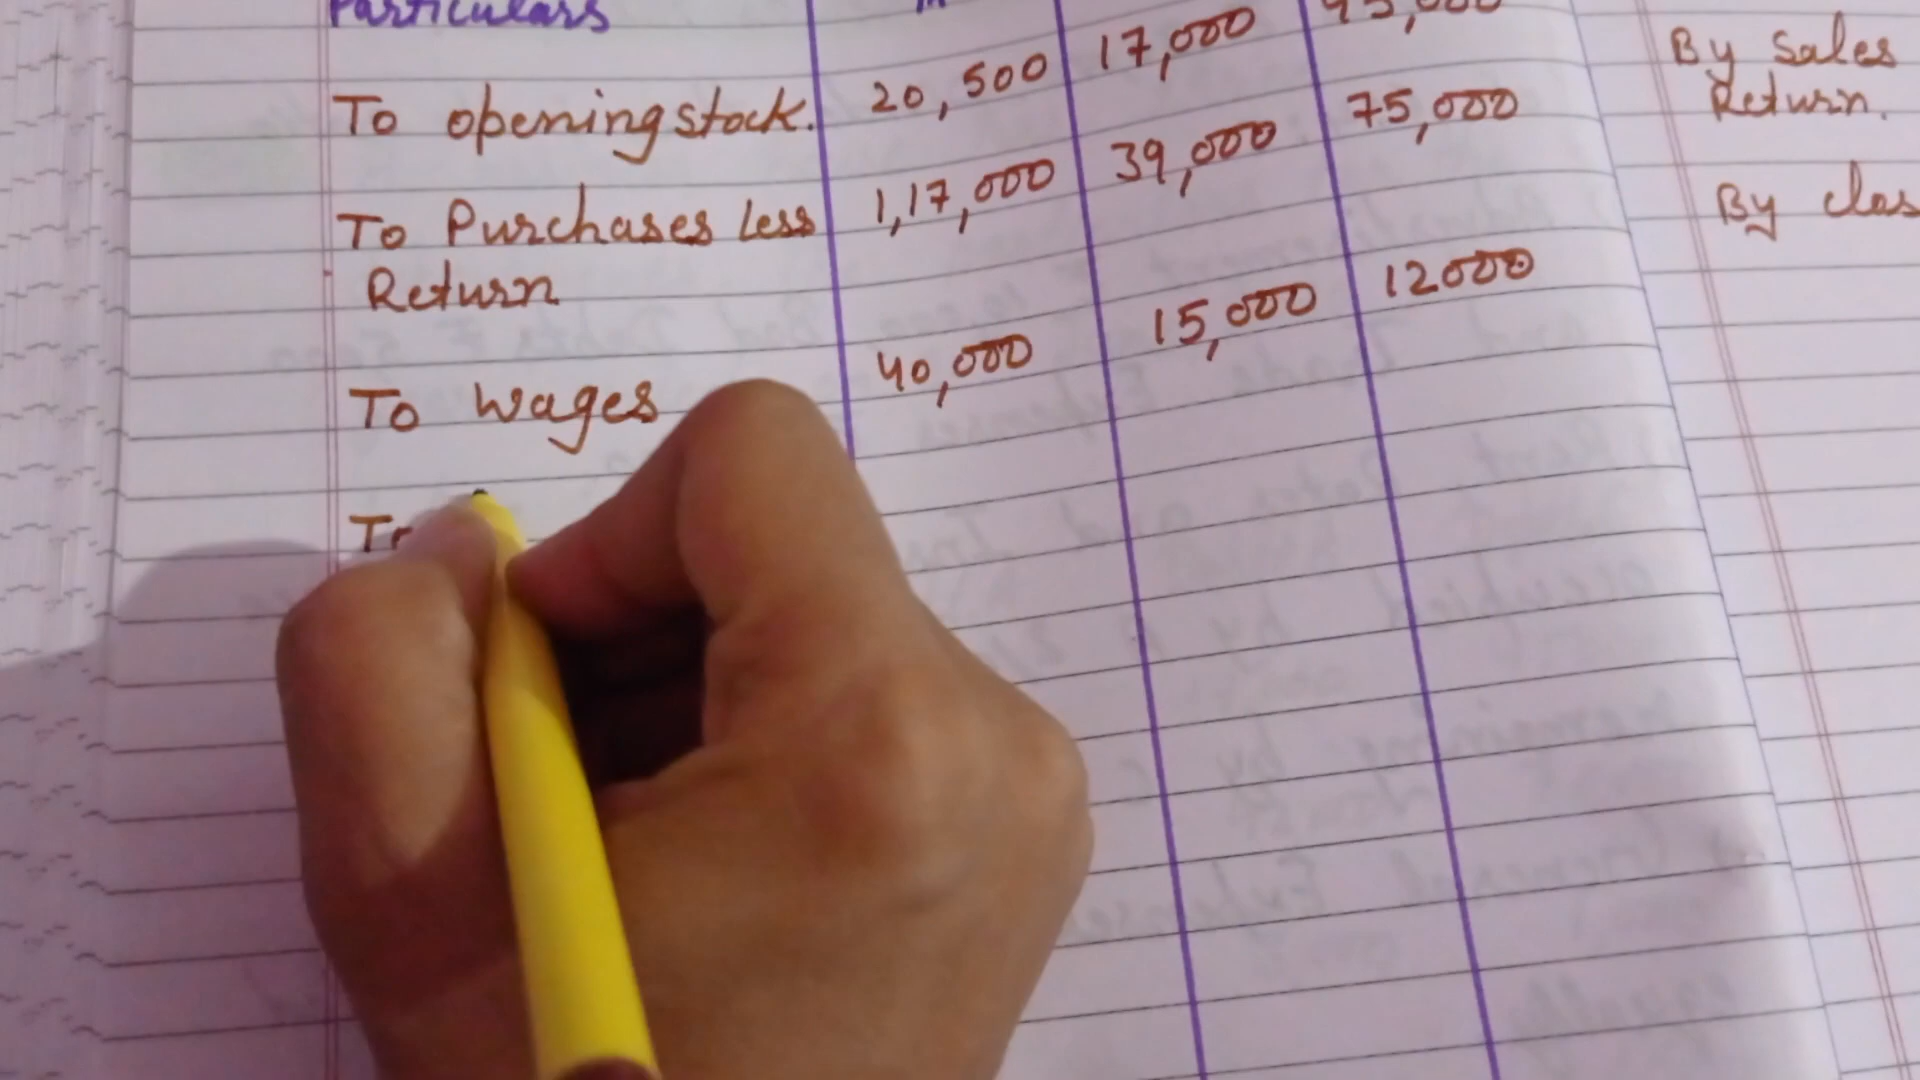 Particulars
To opening stock. 20,500 17,000
By Sales
Return.
To Purchases Less 1,17,000 39,000 75,000
Return
By
To wages 40,000 15,000 12000